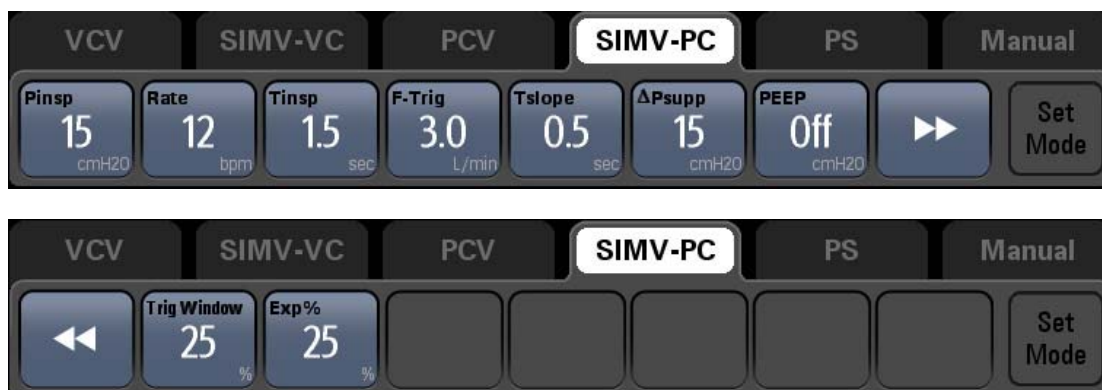 VCV SIMV-VC PCV SIMV-PC PS Manual
Pinsp Rate Tinsp F-Trig Tslope ΔPsupp PEEP
15 12 1.5 3.0 0.5 15 Off Set
cmH2O bpm sec L/min sec cmH2O cmH2O Mode
VCV SIMV-VC PCV SIMV-PC PS Manual
Trig Window Exp%
25 25 Set
% % Mode